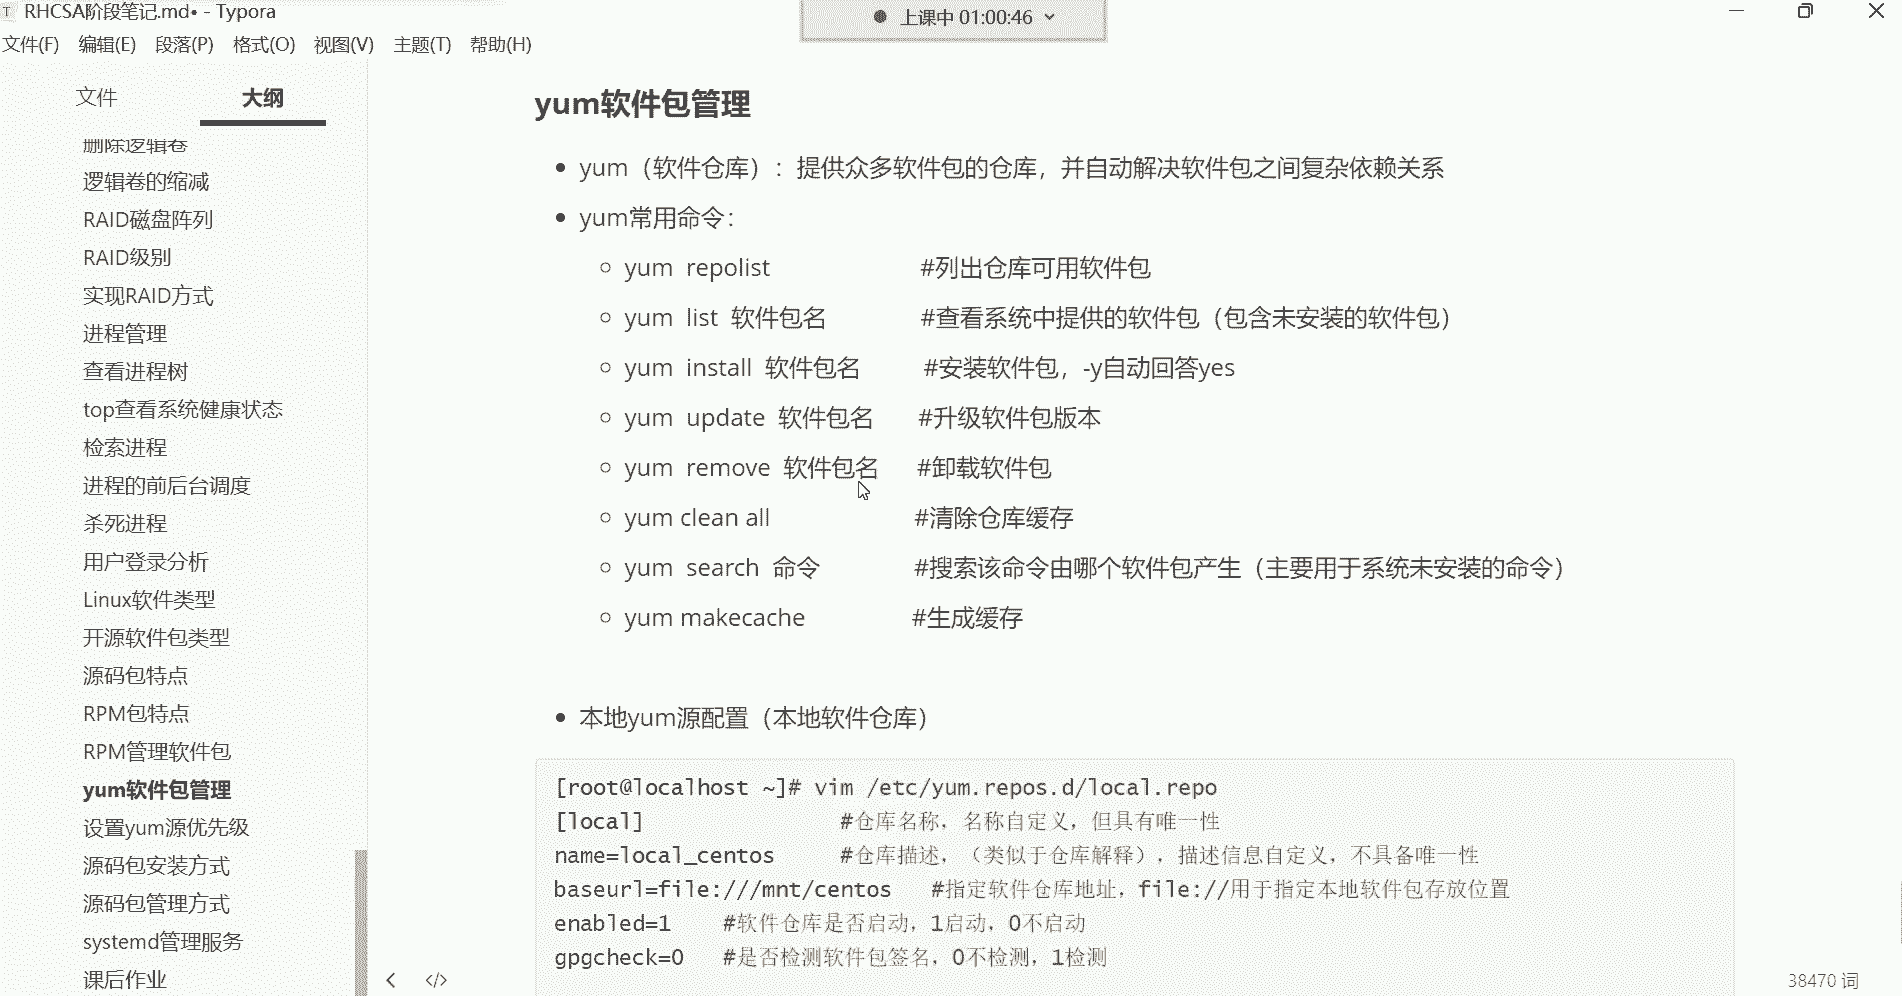 RHCSA阶段笔记.md• - Typora
上课中 01:00:46
文件(F) 编辑(E) 段落(P) 格式(O) 视图(V) 主题(T) 帮助(H)
文件 大纲
删除逻辑卷
逻辑卷的缩减
RAID磁盘阵列
RAID级别
实现RAID方式
进程管理
查看进程树
top查看系统健康状态
检索进程
进程的前后台调度
杀死进程
用户登录分析
Linux软件类型
开源软件包类型
源码包特点
RPM包特点
RPM管理软件包
yum软件包管理
设置yum源优先级
源码包安装方式
源码包管理方式
systemd管理服务
课后作业
yum软件包管理
yum（软件仓库）：提供众多软件包的仓库，并自动解决软件包之间复杂依赖关系
yum常用命令：
yum repolist #列出仓库可用软件包
yum list 软件包名 #查看系统中提供的软件包（包含未安装的软件包）
yum install 软件包名 #安装软件包，-y自动回答yes
yum update 软件包名 #升级软件包版本
yum remove 软件包名 #卸载软件包
yum clean all #清除仓库缓存
yum search 命令 #搜索该命令由哪个软件包产生（主要用于系统未安装的命令）
yum makecache #生成缓存
本地yum源配置（本地软件仓库）
[root@localhost ~]# vim /etc/yum.repos.d/local.repo
[local] #仓库名称，名称自定义，但具有唯一性
name=local_centos #仓库描述，（类似于仓库解释），描述信息自定义，不具备唯一性
baseurl=file:///mnt/centos #指定软件仓库地址，file://用于指定本地软件包存放位置
enabled=1 #软件仓库是否启动，1启动，0不启动
gpgcheck=0 #是否检测软件包签名，0不检测，1检测
38470 词